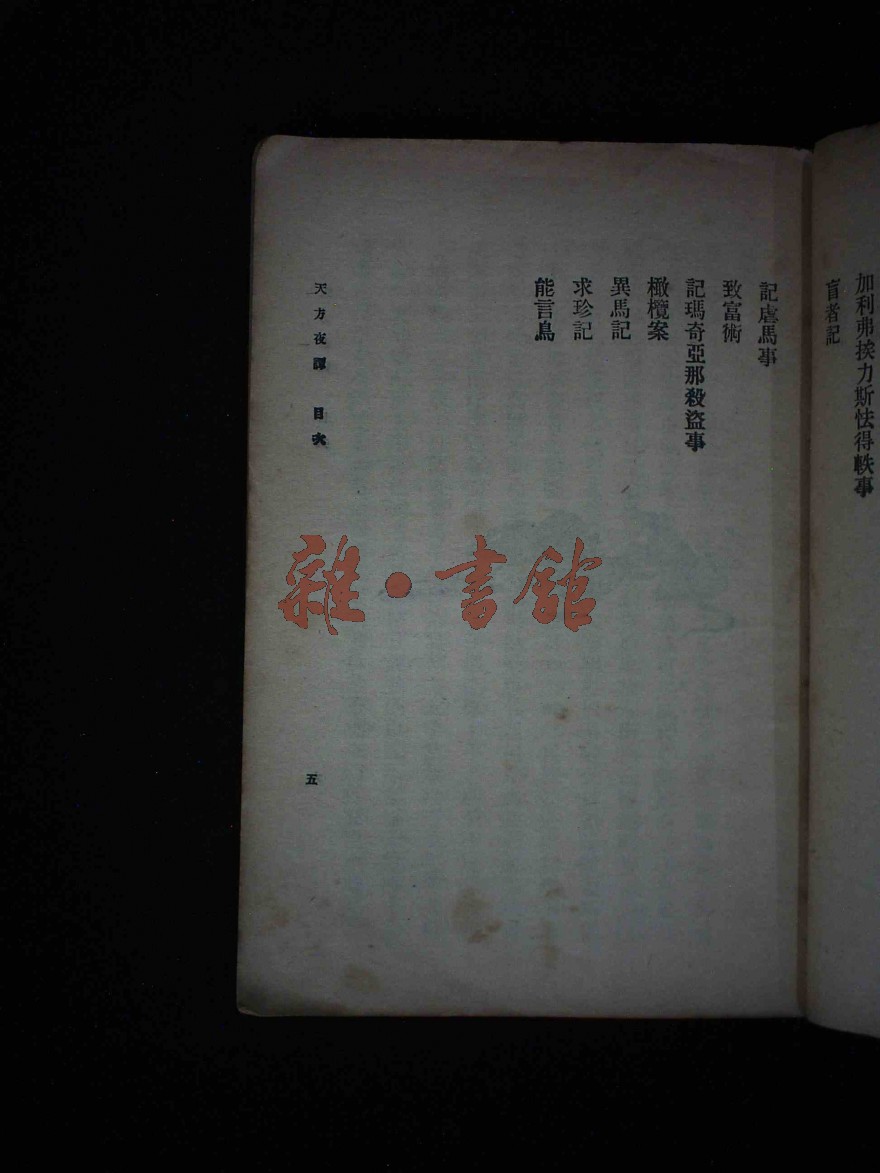 加利弗挨力斯怯得軼事
盲者記
記虐馬事
致富術
記瑪奇亞那殺盜事
橄欖案
異馬記
求珍記
能言鳥
天方夜譚 目次
五
雜·書館